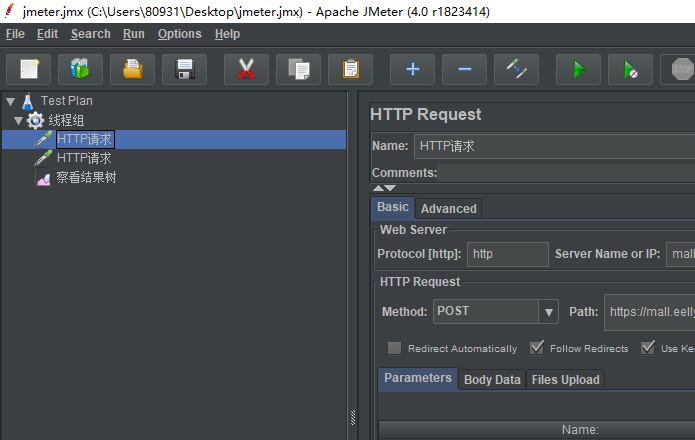 jmeter.jmx (C:\Users\80931\Desktop\jmeter.jmx) - Apache JMeter (4.0 r1823414)
File Edit Search Run Options Help
STOP
Test Plan
线程组
HTTP请求
HTTP请求
察看结果树
HTTP Request
Name: HTTP请求
Comments:
Basic Advanced
Web Server
Protocol [http]: http Server Name or IP: mall
HTTP Request
Method: POST Path: https://mall.eelly
Redirect Automatically Follow Redirects Use Kee
Parameters Body Data Files Upload
Name: